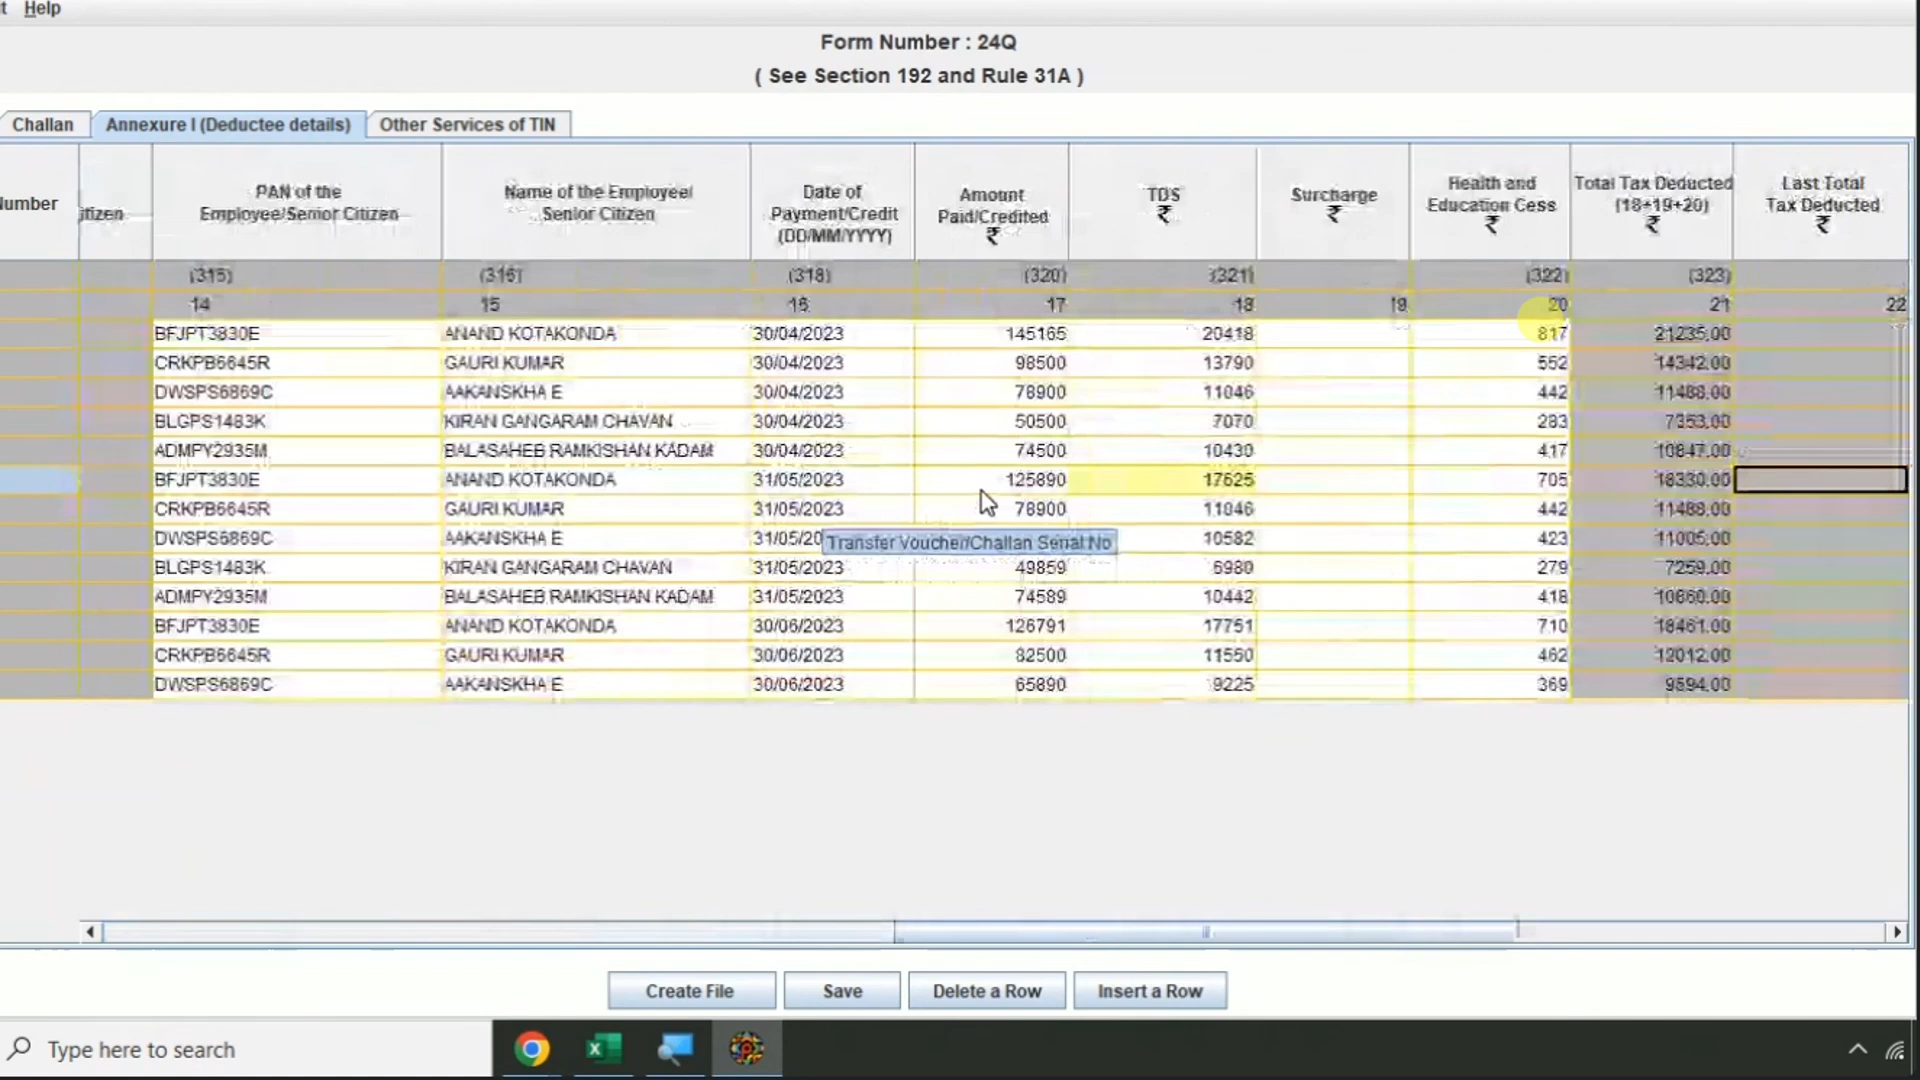 t Help
Form Number : 24Q
( See Section 192 and Rule 31A )
Challan Annexure I (Deductee details) Other Services of TIN
Number
itizen
PAN of the
Employee/Senior Citizen
Name of the Employee/
Senior Citizen
Date of
Payment/Credit
(DD/MM/YYYY)
Amount
Paid/Credited
₹
TDS
₹
Surcharge
₹
Health and
Education Cess
₹
Total Tax Deducted
(18+19+20)
₹
Last Total
Tax Deducted
₹
(315) (316) (318) (320) (321) (322) (323)
14 15 16 17 18 19 20 21 22
BFJPT3830E ANAND KOTAKONDA 30/04/2023 145165 20418 817 21235.00
CRKPB6645R GAURI KUMAR 30/04/2023 98500 13790 552 14342.00
DWSPS6869C AAKANSKHA E 30/04/2023 78900 11046 442 11488.00
BLGPS1483K KIRAN GANGARAM CHAVAN 30/04/2023 50500 7070 283 7353.00
ADMPY2935M BALASAHEB RAMKISHAN KADAM 30/04/2023 74500 10430 417 10847.00
BFJPT3830E ANAND KOTAKONDA 31/05/2023 125890 17625 705 18330.00
CRKPB6645R GAURI KUMAR 31/05/2023 78900 11046 442 11488.00
DWSPS6869C AAKANSKHA E 31/05/20 Transfer Voucher/Challan Serial No 10582 423 11005.00
BLGPS1483K KIRAN GANGARAM CHAVAN 31/05/2023 49859 6980 279 7259.00
ADMPY2935M BALASAHEB RAMKISHAN KADAM 31/05/2023 74589 10442 418 10860.00
BFJPT3830E ANAND KOTAKONDA 30/06/2023 126791 17751 710 18461.00
CRKPB6645R GAURI KUMAR 30/06/2023 82500 11550 462 12012.00
DWSPS6869C AAKANSKHA E 30/06/2023 65890 9225 369 9594.00
Create File Save Delete a Row Insert a Row
Type here to search